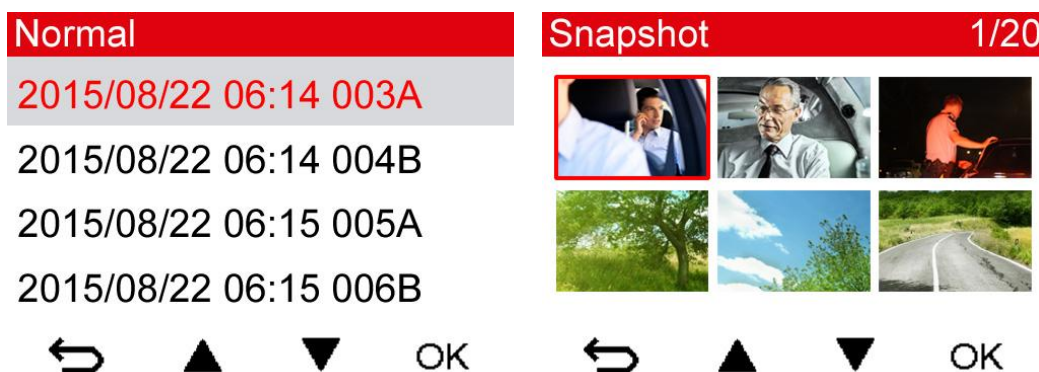 Normal
2015/08/22 06:14 003A
2015/08/22 06:14 004B
2015/08/22 06:15 005A
2015/08/22 06:15 006B
OK
Snapshot 1/20
OK